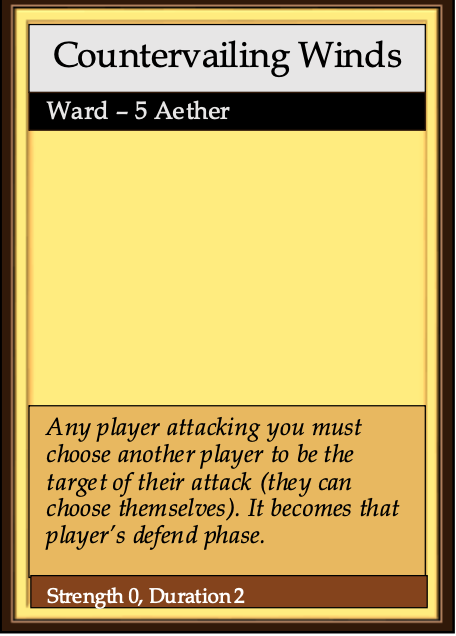 Countervailing Winds
Ward – 5 Aether
Any player attacking you must
choose another player to be the
target of their attack (they can
choose themselves). It becomes that
player's defend phase.
Strength 0, Duration 2